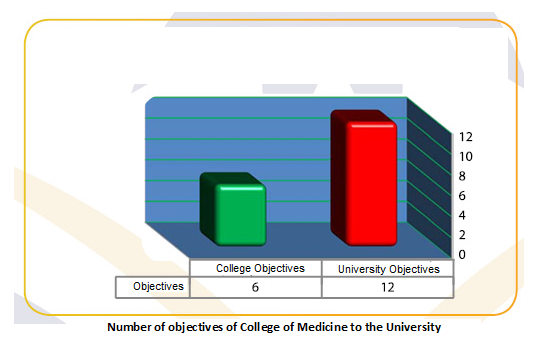 12
10
8
6
4
2
0
College Objectives University Objectives
Objectives 6 12
Number of objectives of College of Medicine to the University